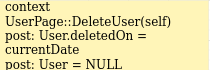 context
UserPage::DeleteUser(self)
post: User.deletedOn =
currentDate
post: User = NULL